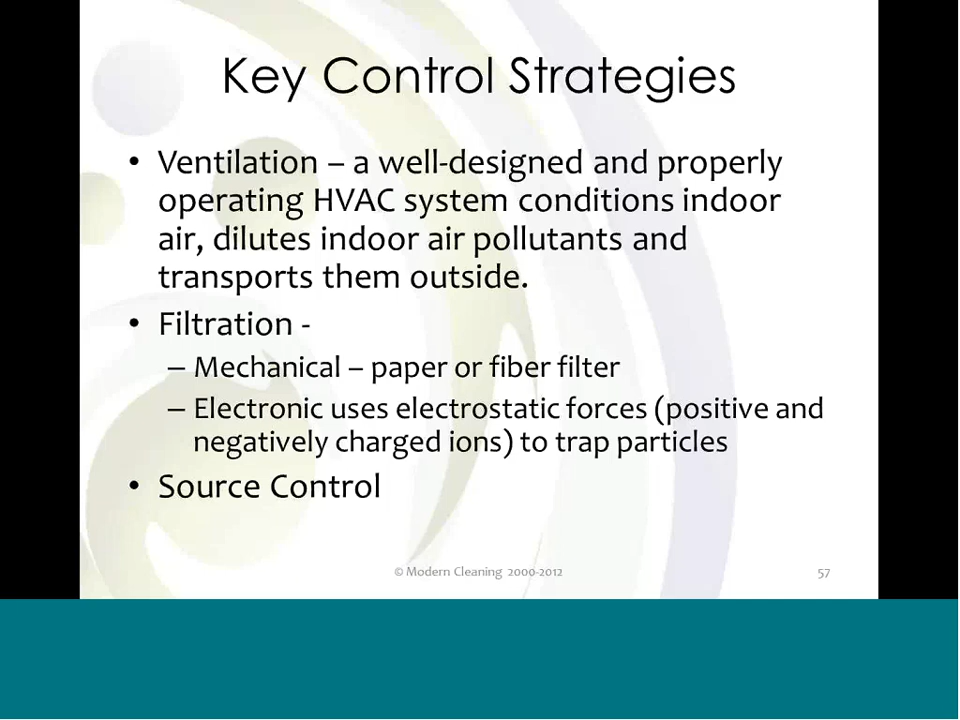 Key Control Strategies
• Ventilation – a well-designed and properly
operating HVAC system conditions indoor
air, dilutes indoor air pollutants and
transports them outside.
• Filtration -
– Mechanical – paper or fiber filter
– Electronic uses electrostatic forces (positive and
negatively charged ions) to trap particles
• Source Control
© Modern Cleaning 2000-2012
57